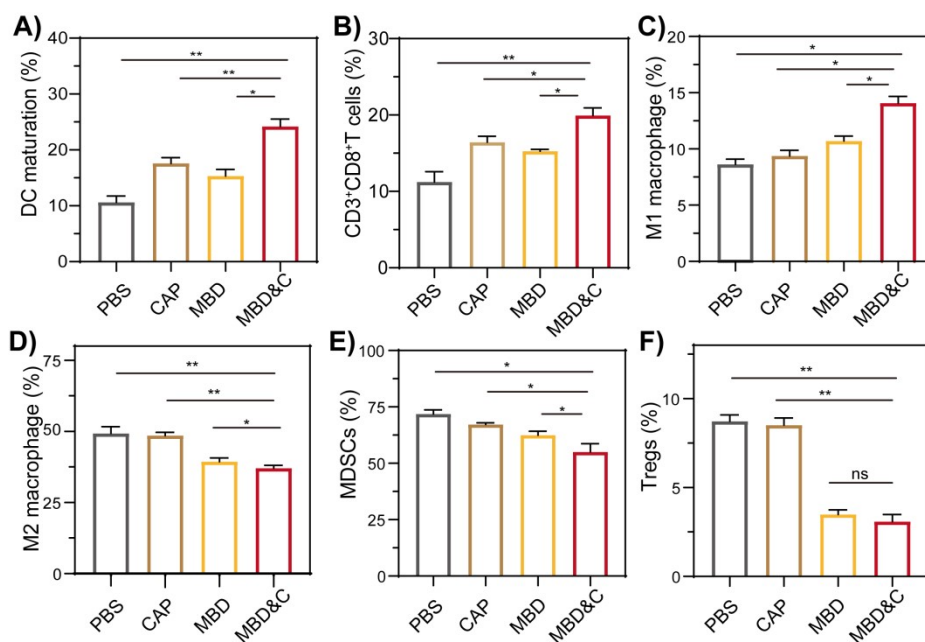 A)
DC maturation (%)
40
30
20
10
0
**
**
*
PBS
CAP
MBD
MBD&C
B)
CD3⁺CD8⁺T cells (%)
30
20
10
0
**
*
*
PBS
CAP
MBD
MBD&C
C)
M1 macrophage (%)
20
15
10
5
0
*
*
*
PBS
CAP
MBD
MBD&C
D)
M2 macrophage (%)
75
50
25
0
**
**
*
PBS
CAP
MBD
MBD&C
E)
MDSCs (%)
100
75
50
25
0
*
*
*
PBS
CAP
MBD
MBD&C
F)
Tregs (%)
10
5
0
**
**
ns
PBS
CAP
MBD
MBD&C